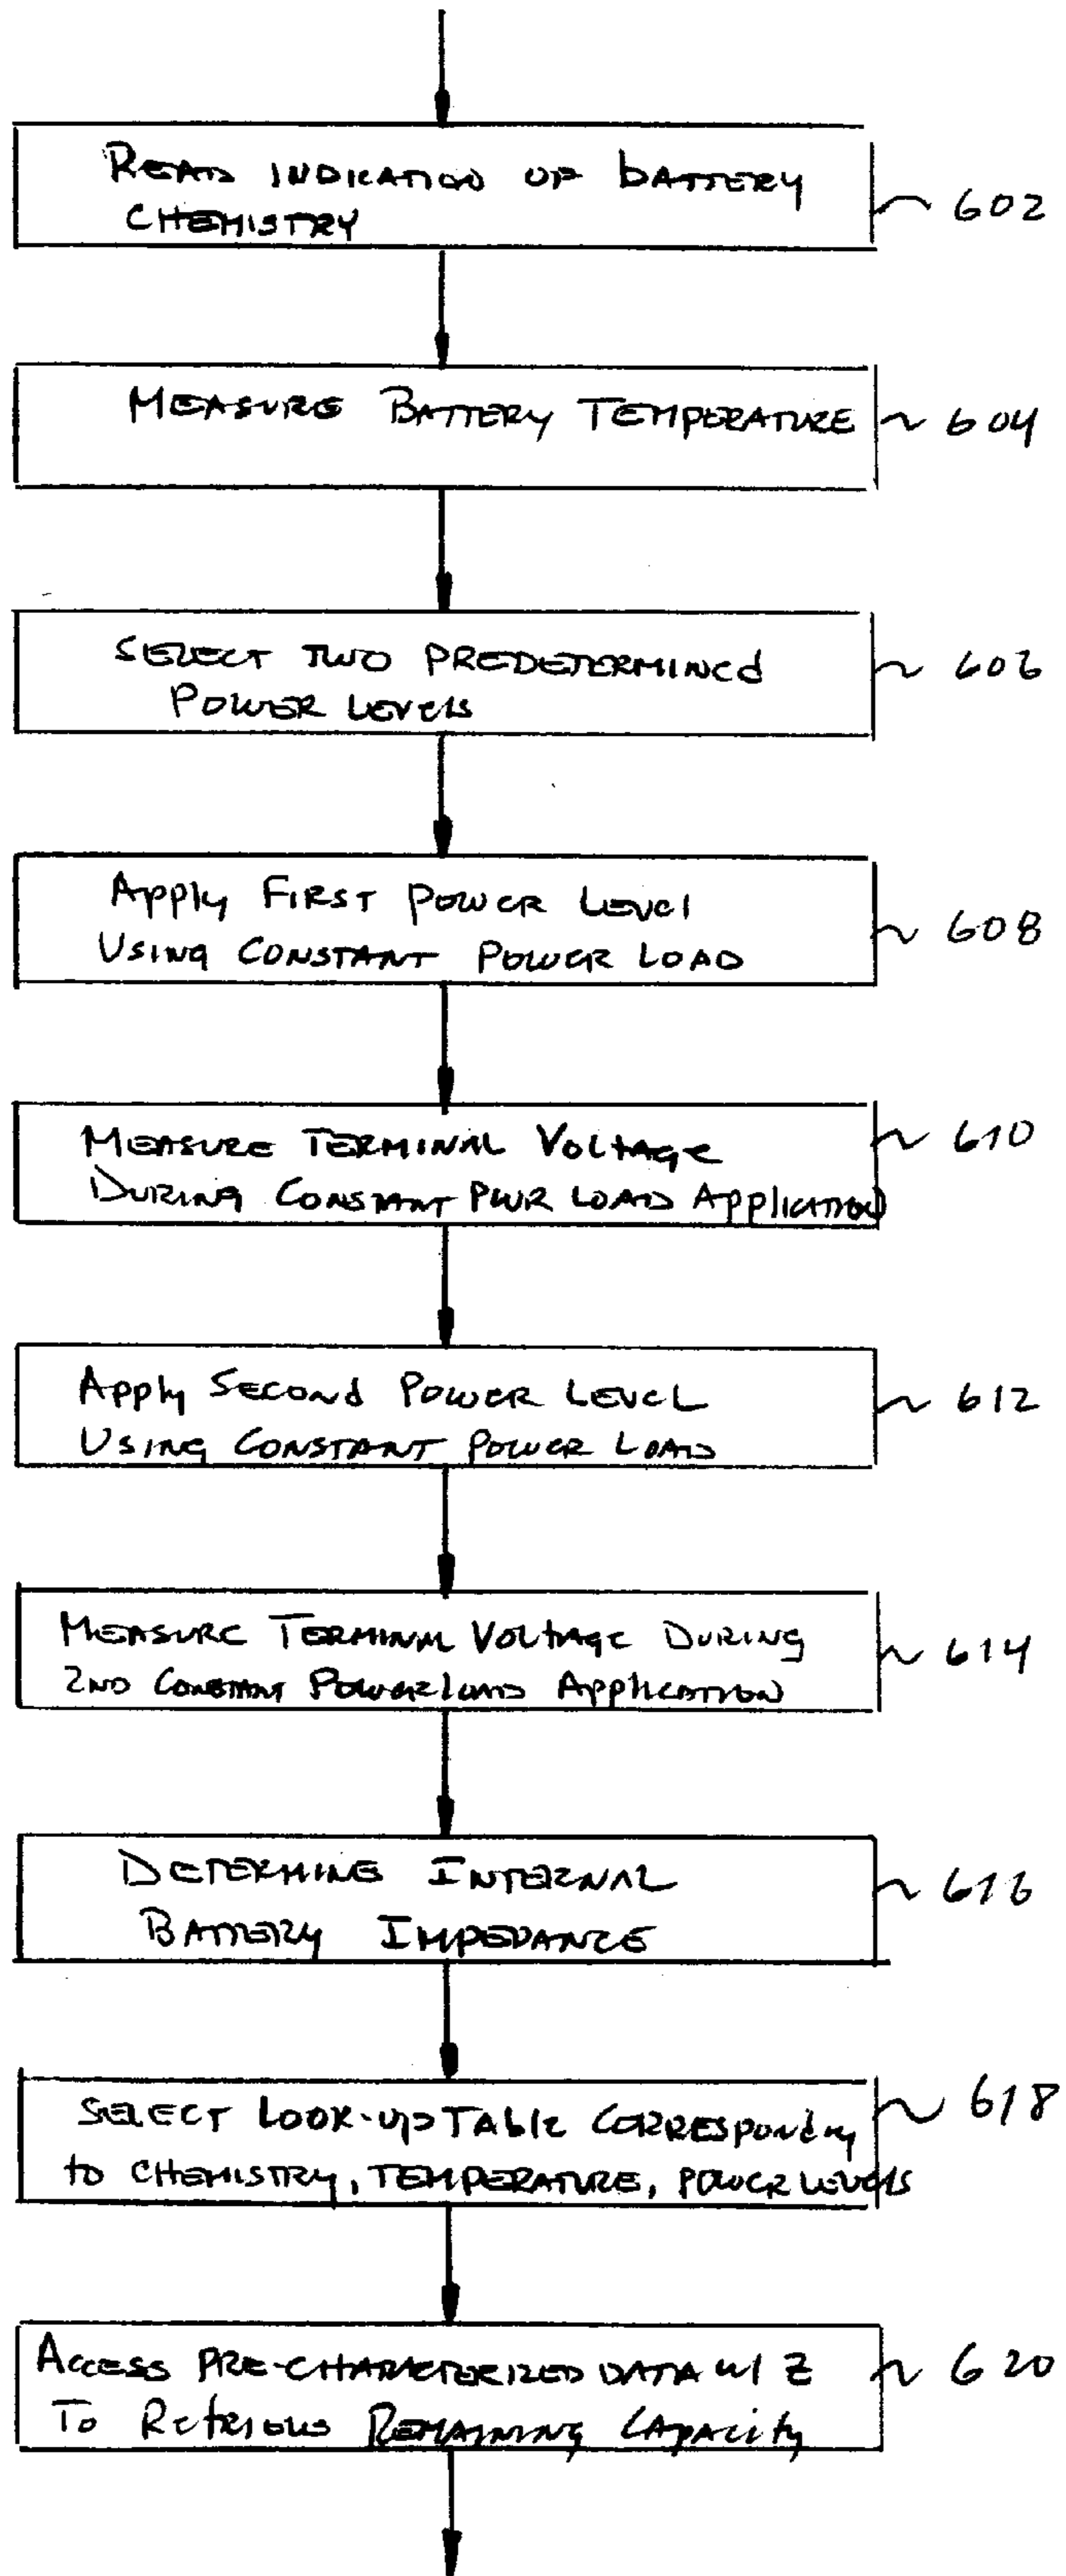 READ INDICATION OF BATTERY
CHEMISTRY
602
MEASURE BATTERY TEMPERATURE
604
SELECT TWO PREDETERMINED
POWER LEVELS
606
Apply FIRST POWER LEVEL
USING CONSTANT POWER LOAD
608
MEASURE TERMINAL VOLTAGE
DURING CONSTANT PWR LOAD APPLICATION
610
Apply SECOND POWER LEVEL
USING CONSTANT POWER LOAD
612
MEASURE TERMINAL VOLTAGE DURING
2ND CONSTANT POWER LOAD APPLICATION
614
DETERMINE INTERNAL
BATTERY IMPEDANCE
616
SELECT LOOK-UP TABLE CORRESPONDING
to CHEMISTRY, TEMPERATURE, POWER LEVELS
618
ACCESS PRE-CHARACTERIZED DATA w/ Z
To RETRIEVE REMAINING CAPACITY
620